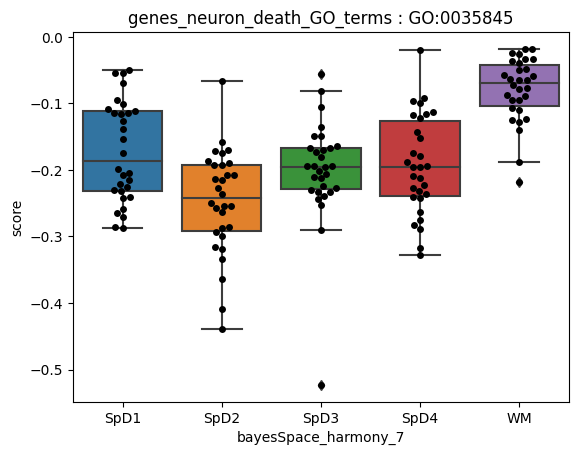 genes_neuron_death_GO_terms : GO:0035845
score
0.0
−0.1
−0.2
−0.3
−0.4
−0.5
SpD1 SpD2 SpD3 SpD4 WM
bayesSpace_harmony_7